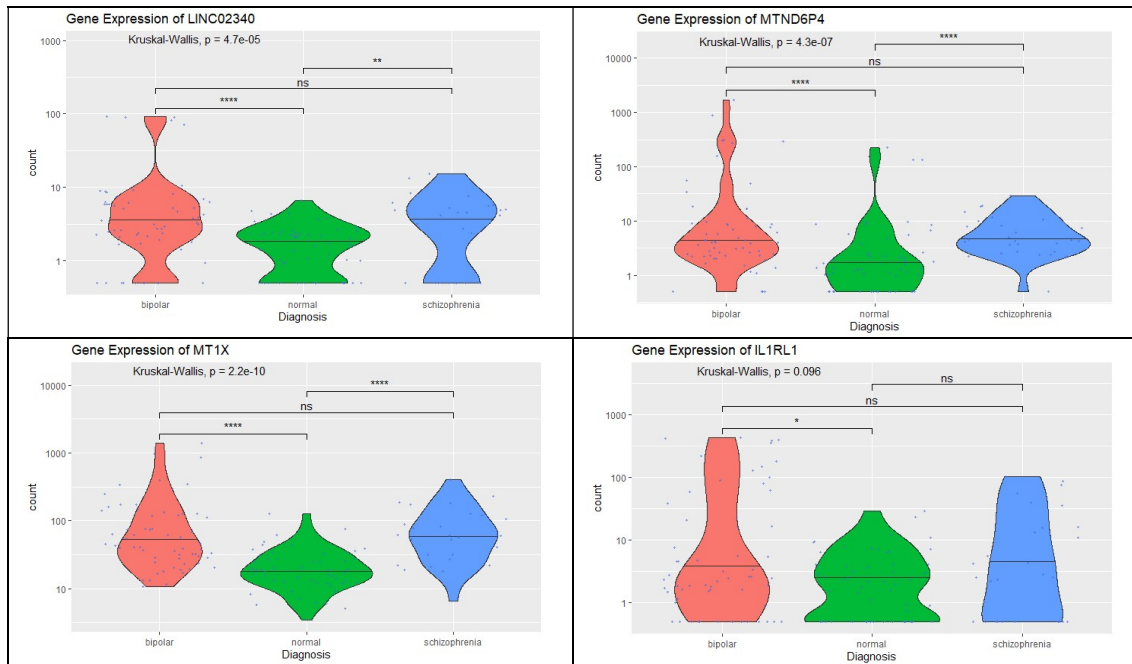 Gene Expression of LINC02340
Kruskal-Wallis, p = 4.7e-05
**
ns
****
1000
100
10
1
count
bipolar
normal
schizophrenia
Diagnosis
Gene Expression of MTND6P4
Kruskal-Wallis, p = 4.3e-07
****
ns
****
10000
1000
100
10
1
count
bipolar
normal
schizophrenia
Diagnosis
Gene Expression of MT1X
Kruskal-Wallis, p = 2.2e-10
****
ns
****
10000
1000
100
10
count
bipolar
normal
schizophrenia
Diagnosis
Gene Expression of IL1RL1
Kruskal-Wallis, p = 0.096
ns
ns
*
1000
100
10
1
count
bipolar
normal
schizophrenia
Diagnosis